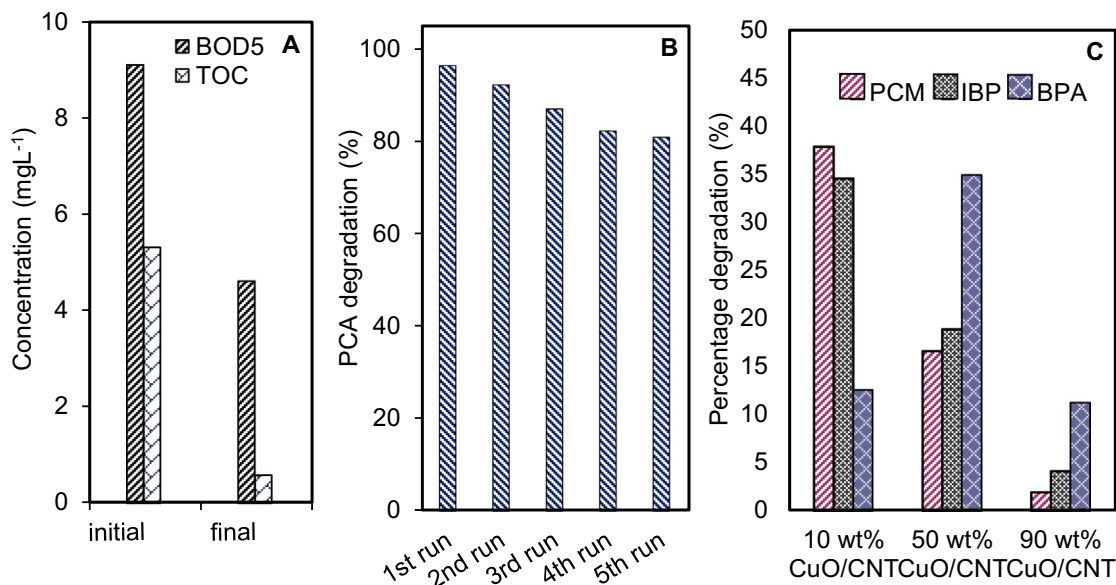 A
BOD5
TOC
Concentration (mgL-1)
10
8
6
4
2
0
initial final
B
PCA degradation (%)
100
80
60
40
20
0
1st run
2nd run
3rd run
4th run
5th run
C
PCM IBP BPA
Percentage degradation (%)
50
45
40
35
30
25
20
15
10
5
0
10 wt% 50 wt% 90 wt%
CuO/CNT CuO/CNT CuO/CNT